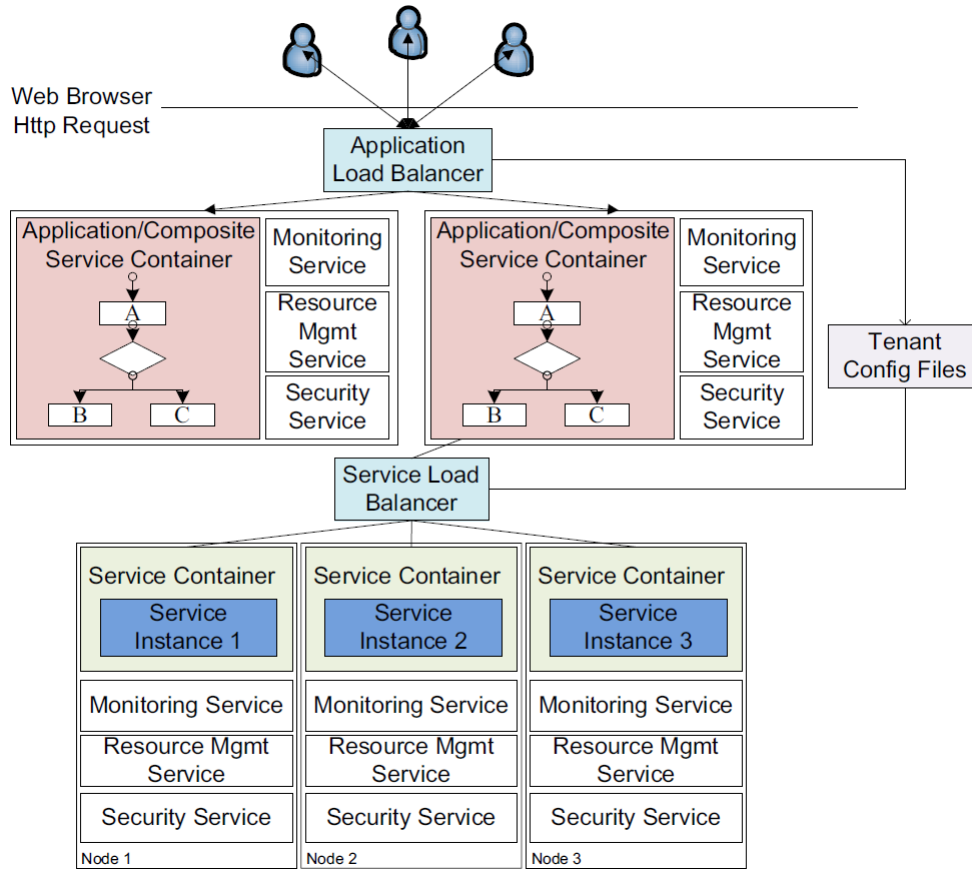 Web Browser
Http Request
Application
Load Balancer
Application/Composite
Service Container
A
B
C
Monitoring
Service
Resource
Mgmt
Service
Security
Service
Application/Composite
Service Container
A
B
C
Monitoring
Service
Resource
Mgmt
Service
Security
Service
Tenant
Config Files
Service Load
Balancer
Service Container
Service
Instance 1
Monitoring Service
Resource Mgmt
Service
Security Service
Node 1
Service Container
Service
Instance 2
Monitoring Service
Resource Mgmt
Service
Security Service
Node 2
Service Container
Service
Instance 3
Monitoring Service
Resource Mgmt
Service
Security Service
Node 3